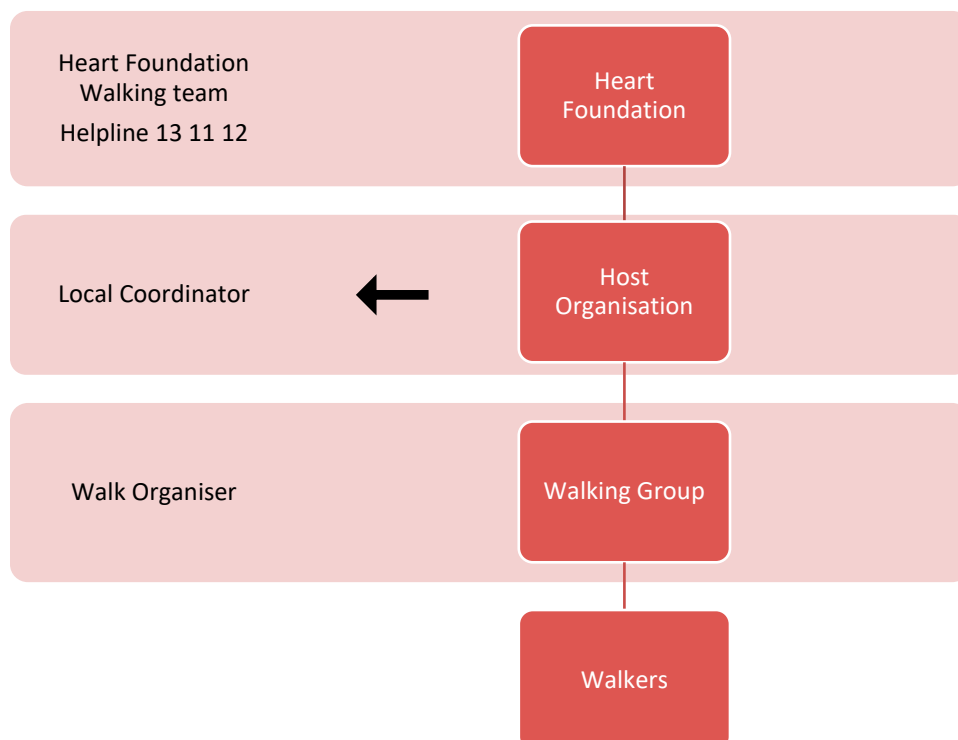 Heart Foundation
Walking team
Helpline 13 11 12
Heart
Foundation
Local Coordinator
Host
Organisation
Walk Organiser
Walking Group
Walkers